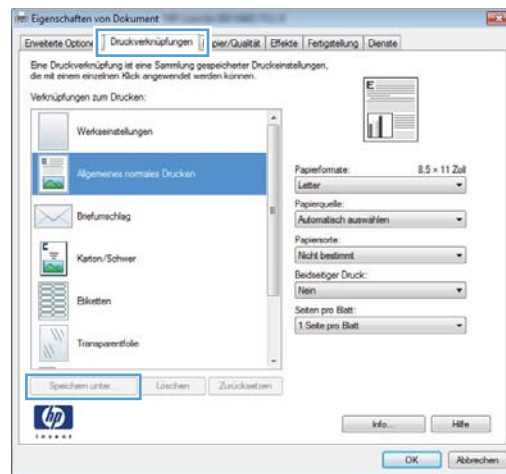 Eigenschaften von Dokument
Erweiterte Optione Druckverknüpfungen pier/Qualität Effekte Fertigstellung Dienste
Eine Druckverknüpfung ist eine Sammlung gespeicherter Druckeinstellungen,
die mit einem einzelnen Klick angewendet werden können.
Verknüpfungen zum Drucken:
E
Werkseinstellungen
Allgemeines normales Drucken
Briefumschlag
Karton/Schwer
Etiketten
Transparentfolie
Papierformate: 8,5 × 11 Zoll
Letter
Papierquelle:
Automatisch auswählen
Papiersorte:
Nicht bestimmt
Beidseitiger Druck:
Nein
Seiten pro Blatt:
1 Seite pro Blatt
Speichern unter... Löschen Zurücksetzen
hp
invent
Info... Hilfe
OK Abbrechen